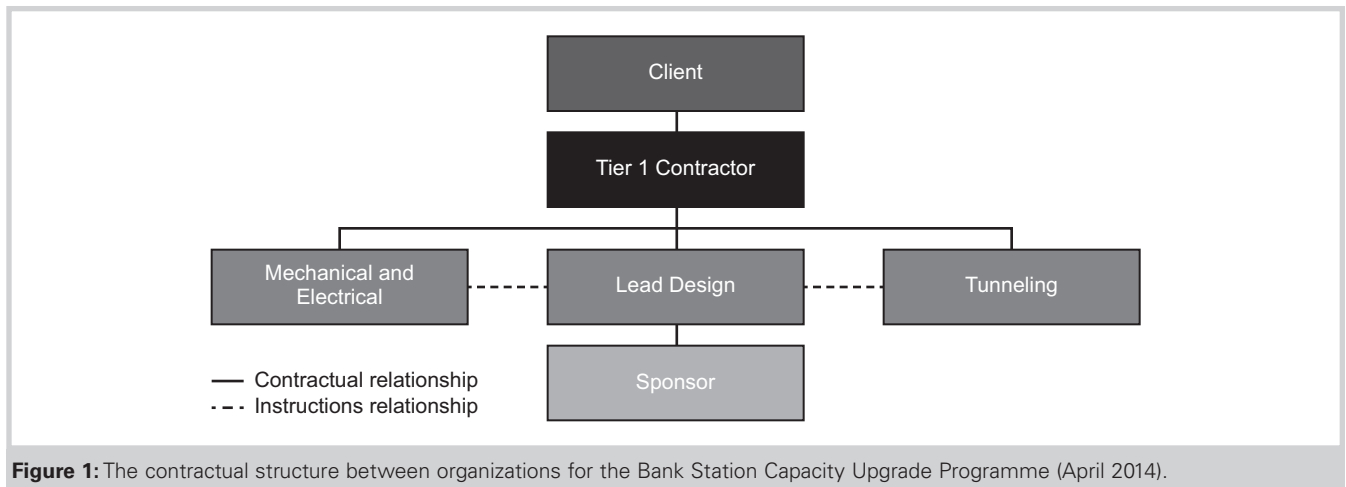 Client
Tier 1 Contractor
Mechanical and
Electrical
Lead Design
Tunneling
Sponsor
Contractual relationship
Instructions relationship
Figure 1: The contractual structure between organizations for the Bank Station Capacity Upgrade Programme (April 2014).